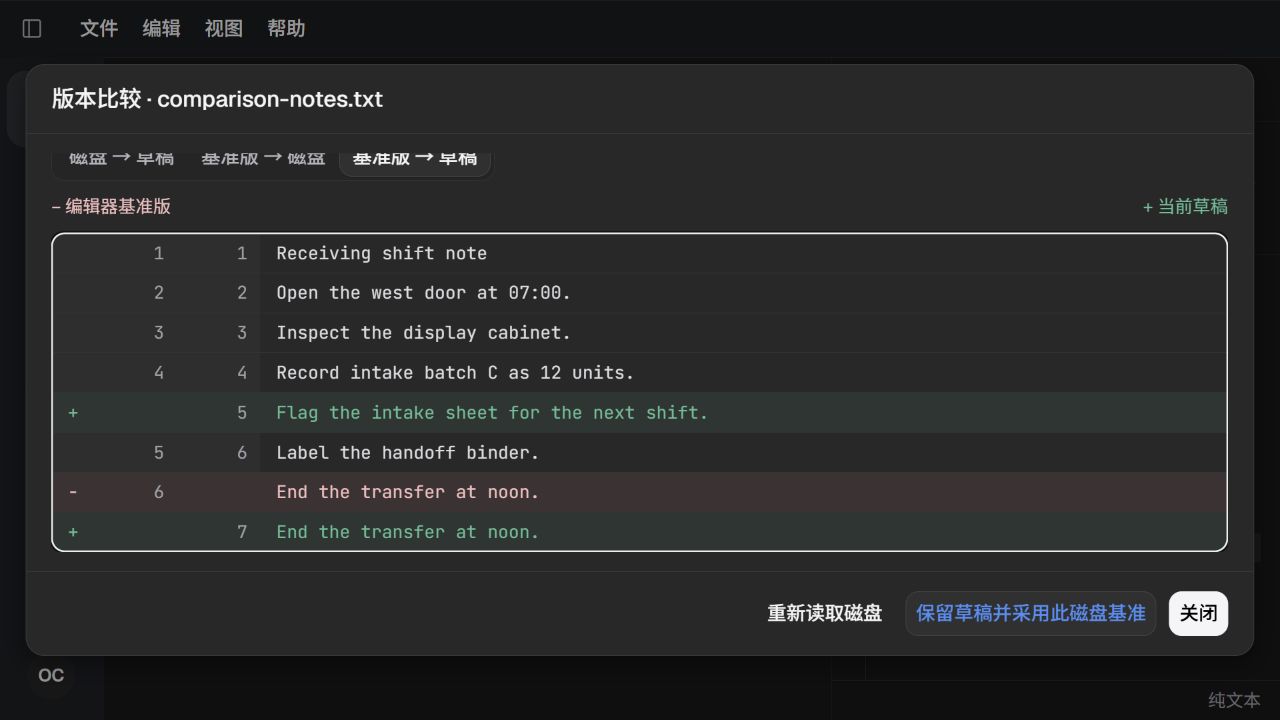 文件 编辑 视图 帮助
版本比较 · comparison-notes.txt
磁盘 → 草稿 基准版 → 磁盘 基准版 → 草稿
− 编辑器基准版 + 当前草稿
1 1 Receiving shift note
2 2 Open the west door at 07:00.
3 3 Inspect the display cabinet.
4 4 Record intake batch C as 12 units.
+ 5 Flag the intake sheet for the next shift.
5 6 Label the handoff binder.
- 6 End the transfer at noon.
+ 7 End the transfer at noon.
重新读取磁盘 保留草稿并采用此磁盘基准 关闭
OC
纯文本